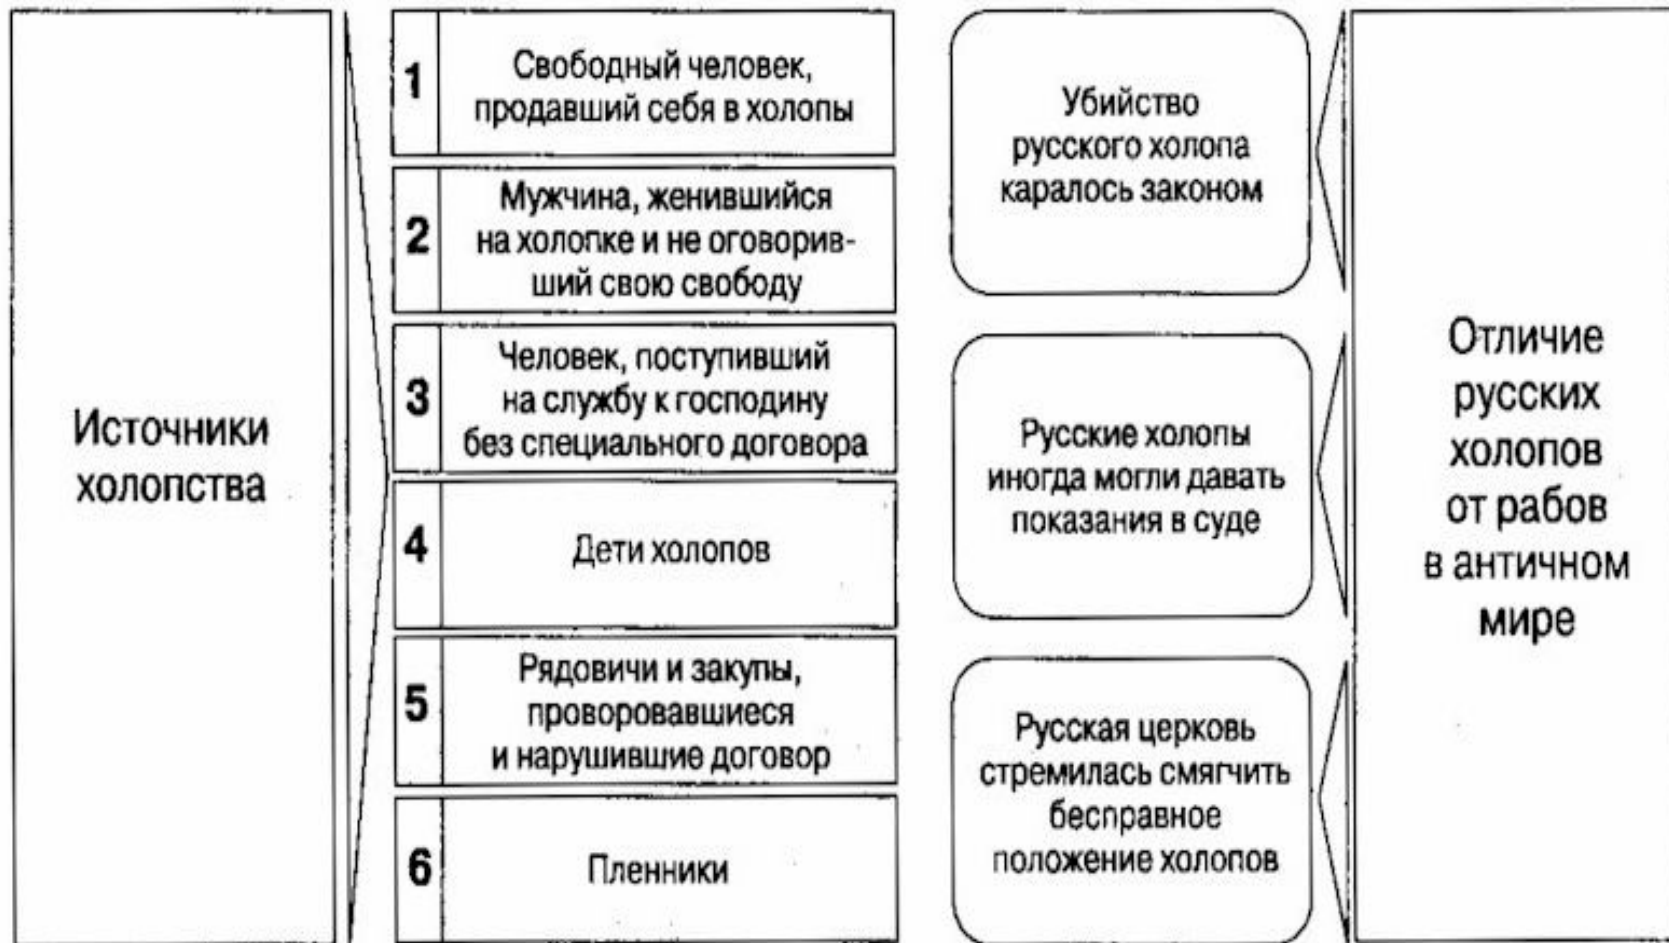 Источники
холопства
1
Свободный человек,
продавший себя в холопы
2
Мужчина, женившийся
на холопке и не оговорив-
ший свою свободу
3
Человек, поступивший
на службу к господину
без специального договора
4
Дети холопов
5
Рядовичи и закупы,
проворовавшиеся
и нарушившие договор
6
Пленники
Убийство
русского холопа
каралось законом
Русские холопы
иногда могли давать
показания в суде
Русская церковь
стремилась смягчить
бесправное
положение холопов
Отличие
русских
холопов
от рабов
в античном
мире